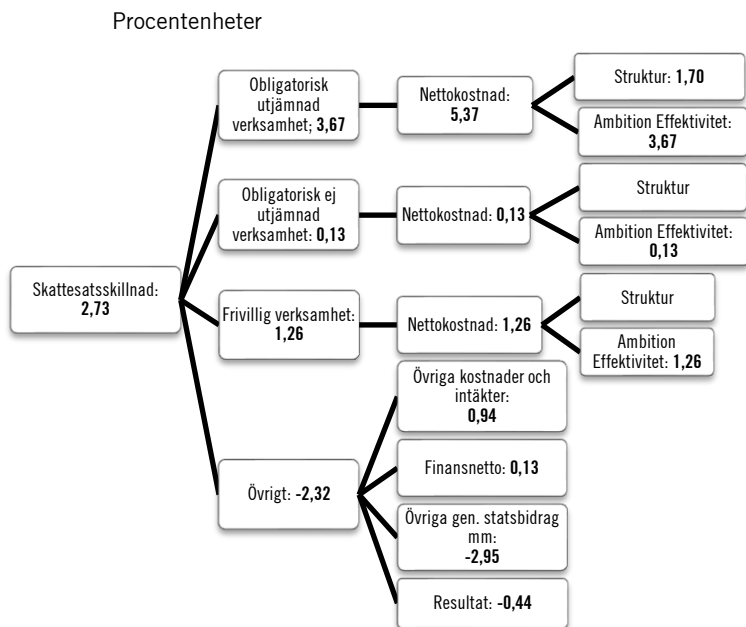 Procentenheter
Skattesatsskillnad:
2,73
Obligatorisk
utjämnad
verksamhet; 3,67
Nettokostnad:
5,37
Struktur: 1,70
Ambition Effektivitet:
3,67
Obligatorisk ej
utjämnad
verksamhet: 0,13
Nettokostnad: 0,13
Struktur
Ambition Effektivitet:
0,13
Frivillig verksamhet:
1,26
Nettokostnad: 1,26
Struktur
Ambition
Effektivitet: 1,26
Övrigt: -2,32
Övriga kostnader och
intäkter:
0,94
Finansnetto: 0,13
Övriga gen. statsbidrag
mm:
-2,95
Resultat: -0,44